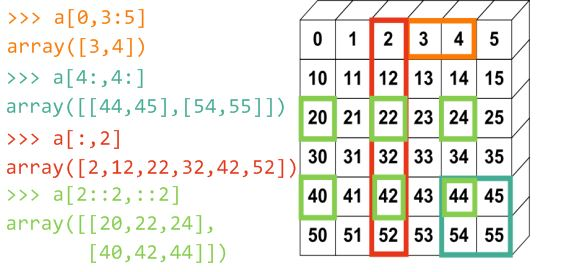 >>> a[0,3:5]
array([3,4])
>>> a[4:,4:]
array([[44,45],[54,55]])
>>> a[:,2]
array([2,12,22,32,42,52])
>>> a[2::2,::2]
array([[20,22,24],
[40,42,44]])
0 1 2 3 4 5
10 11 12 13 14 15
20 21 22 23 24 25
30 31 32 33 34 35
40 41 42 43 44 45
50 51 52 53 54 55